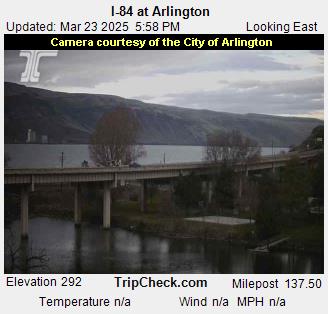 I-84 at Arlington
Updated: Mar 23 2025 5:58 PM Looking East
Camera courtesy of the City of Arlington
Elevation 292 TripCheck.com Milepost 137.50
Temperature n/a Wind n/a MPH n/a